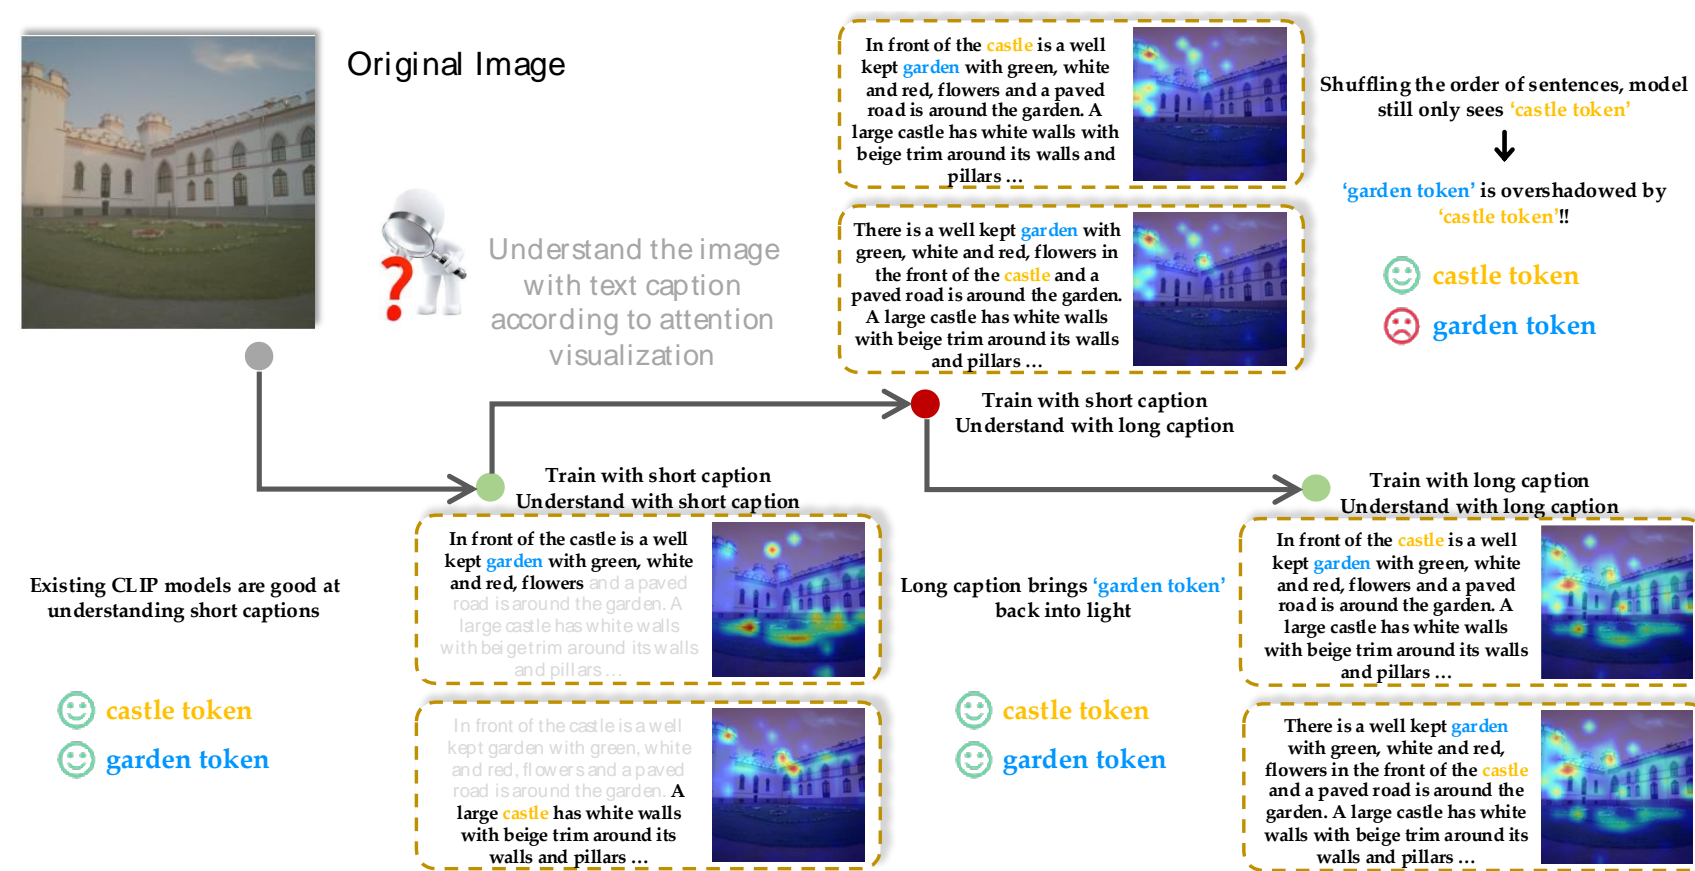 Original Image
Understand the image
with text caption
according to attention
visualization
In front of the castle is a well
kept garden with green, white
and red, flowers and a paved
road is around the garden. A
large castle has white walls with
beige trim around its walls and
pillars ...
There is a well kept garden with
green, white and red, flowers in
the front of the castle and a
paved road is around the garden.
A large castle has white walls
with beige trim around its walls
and pillars ...
Shuffling the order of sentences, model
still only sees ‘castle token’
‘garden token’ is overshadowed by
‘castle token’!!
castle token
garden token
Train with short caption
Understand with long caption
Train with short caption
Understand with short caption
Existing CLIP models are good at
understanding short captions
castle token
garden token
In front of the castle is a well
kept garden with green, white
and red, flowers and a paved
road is around the garden. A
large castle has white walls
with beige trim around its walls
and pillars ...
In front of the castle is a well
kept garden with green, white
and red, flowers and a paved
road is around the garden. A
large castle has white walls
with beige trim around its
walls and pillars ...
Long caption brings ‘garden token’
back into light
castle token
garden token
Train with long caption
Understand with long caption
In front of the castle is a well
kept garden with green, white
and red, flowers and a paved
road is around the garden. A
large castle has white walls
with beige trim around its walls
and pillars ...
There is a well kept garden
with green, white and red,
flowers in the front of the castle
and a paved road is around the
garden. A large castle has white
walls with beige trim around its
walls and pillars ...